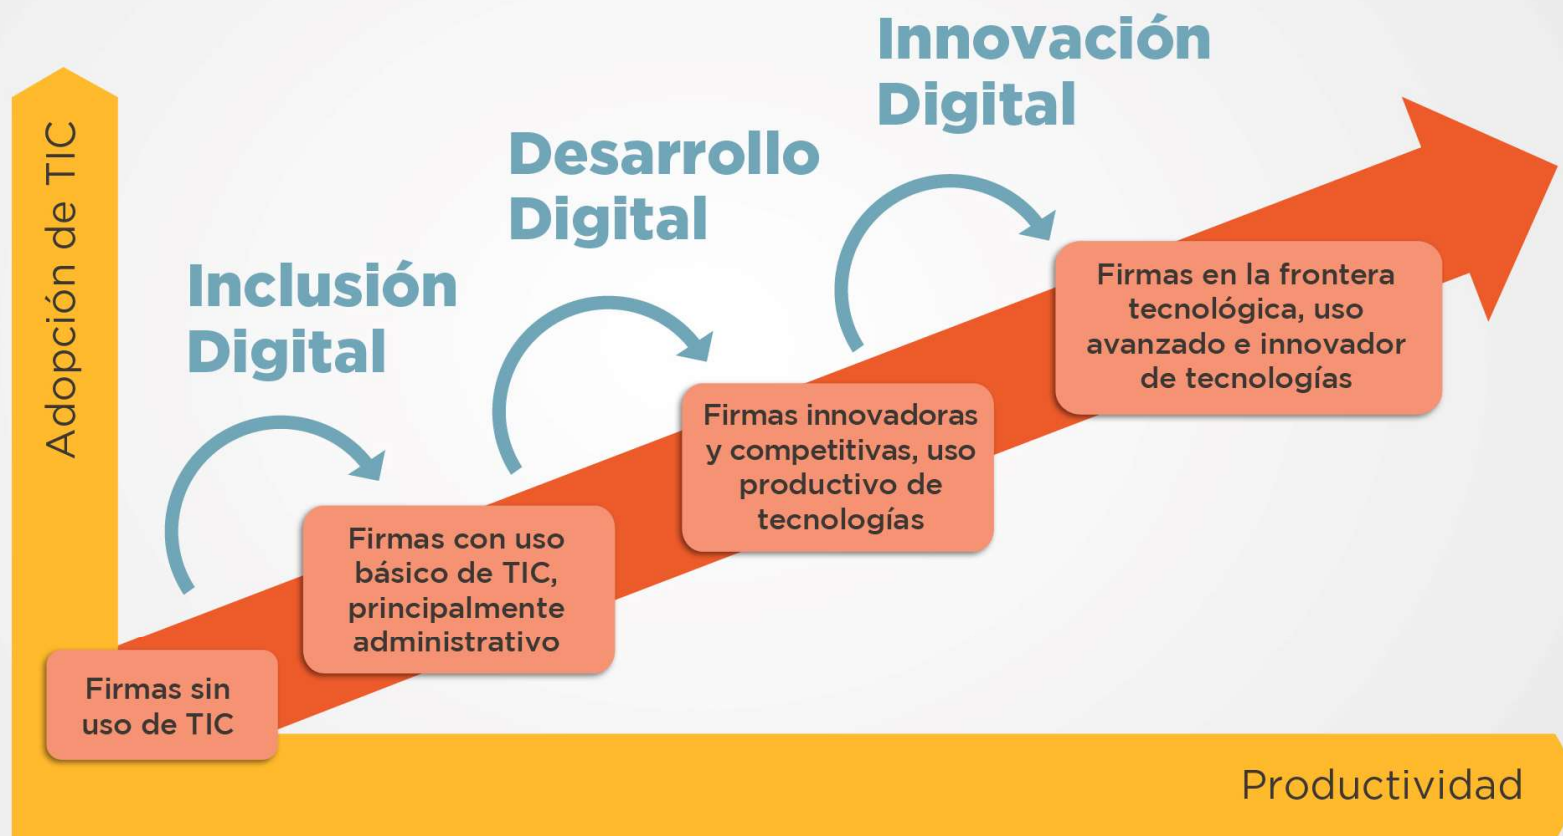 Innovación
Digital
Desarrollo
Digital
Inclusión
Digital
Adopción de TIC
Firmas en la frontera
tecnológica, uso
avanzado e innovador
de tecnologías
Firmas innovadoras
y competitivas, uso
productivo de
tecnologías
Firmas con uso
básico de TIC,
principalmente
administrativo
Firmas sin
uso de TIC
Productividad